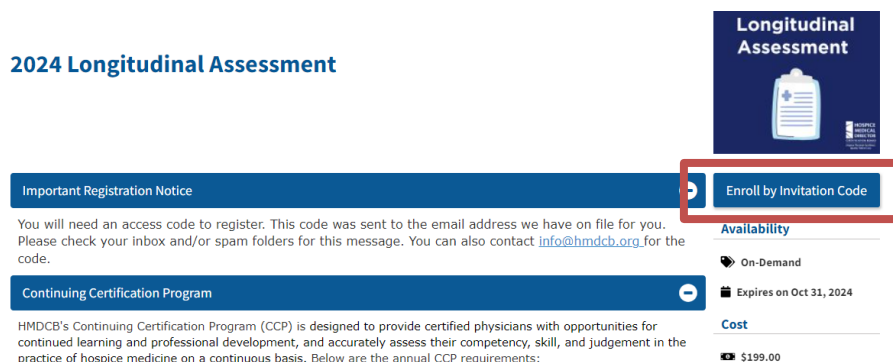 Longitudinal
Assessment
2024 Longitudinal Assessment
HOSPICE
MEDICAL
DIRECTOR
Important Registration Notice
Enroll by Invitation Code
You will need an access code to register. This code was sent to the email address we have on file for you.
Please check your inbox and/or spam folders for this message. You can also contact info@hmdcb.org for the
code.
Availability
On-Demand
Expires on Oct 31, 2024
Continuing Certification Program
Cost
$199.00
HMDCB's Continuing Certification Program (CCP) is designed to provide certified physicians with opportunities for
continued learning and professional development, and accurately assess their competency, skill, and judgement in the
practice of hospice medicine on a continuous basis. Below are the annual CCP requirements: